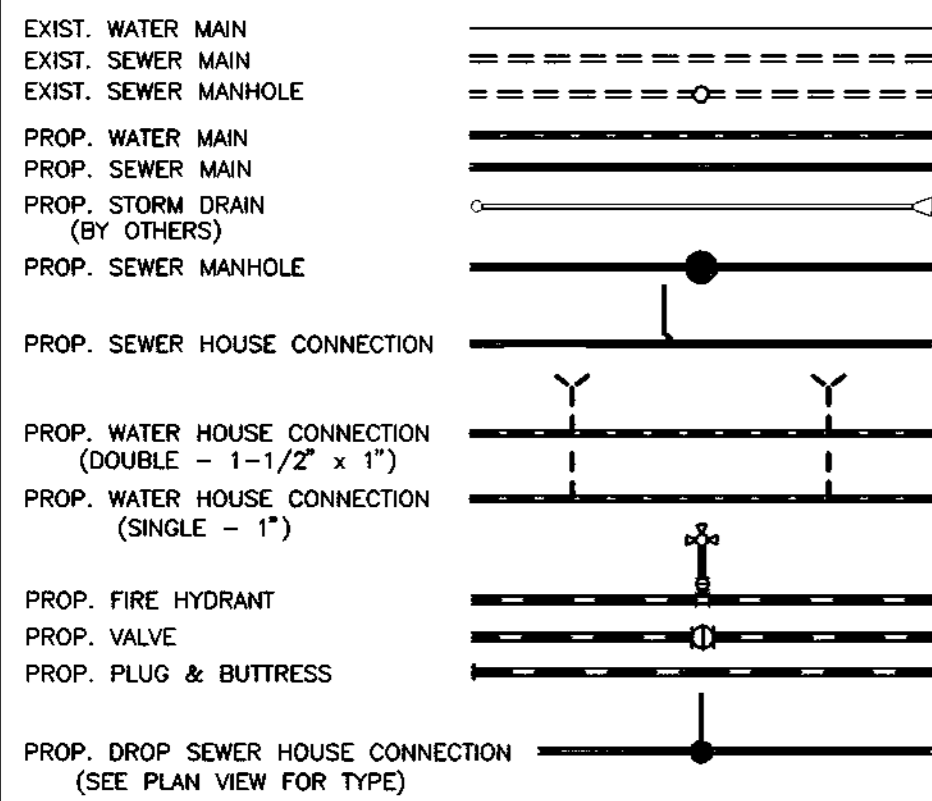 EXIST. WATER MAIN
EXIST. SEWER MAIN
EXIST. SEWER MANHOLE
PROP. WATER MAIN
PROP. SEWER MAIN
PROP. STORM DRAIN
(BY OTHERS)
PROP. SEWER MANHOLE
PROP. SEWER HOUSE CONNECTION
PROP. WATER HOUSE CONNECTION
(DOUBLE - 1-1/2" x 1")
PROP. WATER HOUSE CONNECTION
(SINGLE - 1")
PROP. FIRE HYDRANT
PROP. VALVE
PROP. PLUG & BUTTRESS
PROP. DROP SEWER HOUSE CONNECTION
(SEE PLAN VIEW FOR TYPE)